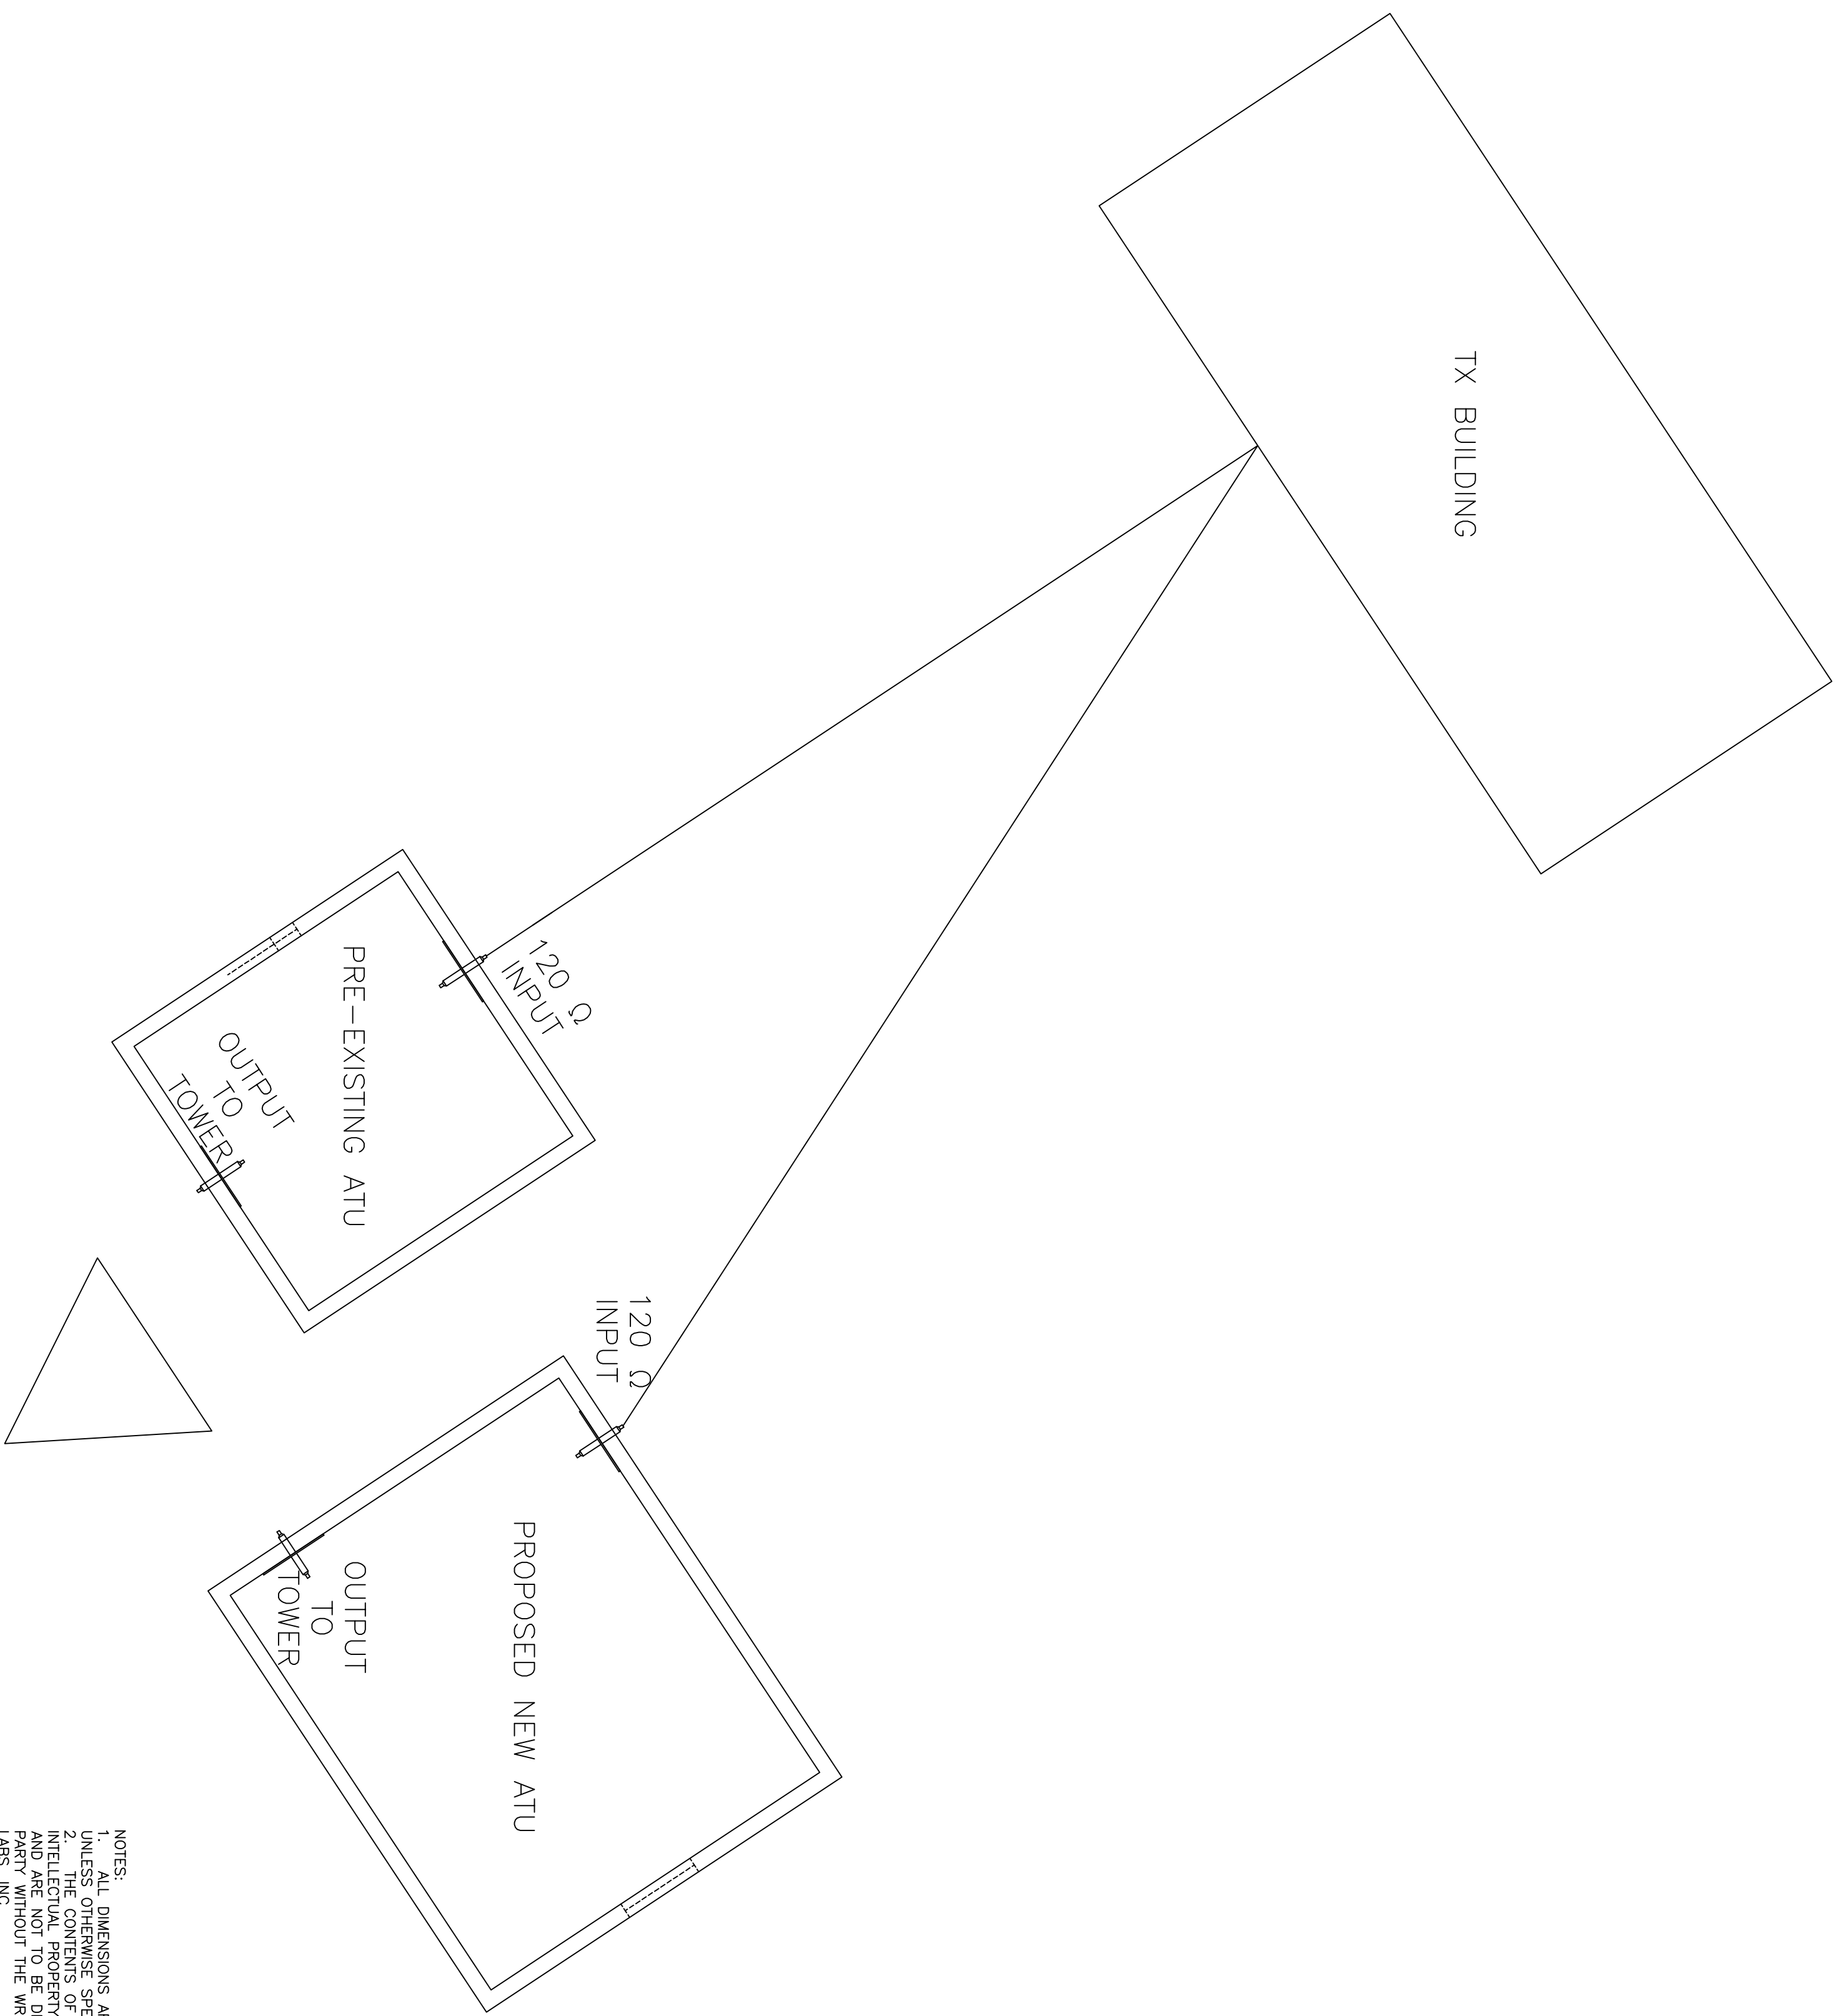 TX BUILDING
120 Ω
INPUT
PRE-EXISTING ATU
OUTPUT
TO
TOWER
120 Ω
INPUT
PROPOSED NEW ATU
OUTPUT
TO
TOWER
NOTES:
1. ALL DIMENSIONS
UNLESS OTHERWISE
2. THE CONTENTS OF
INTELLECTUAL PROPERTY
AND ARE NOT TO BE
PARTY WITHOUT THE
LABS INC.